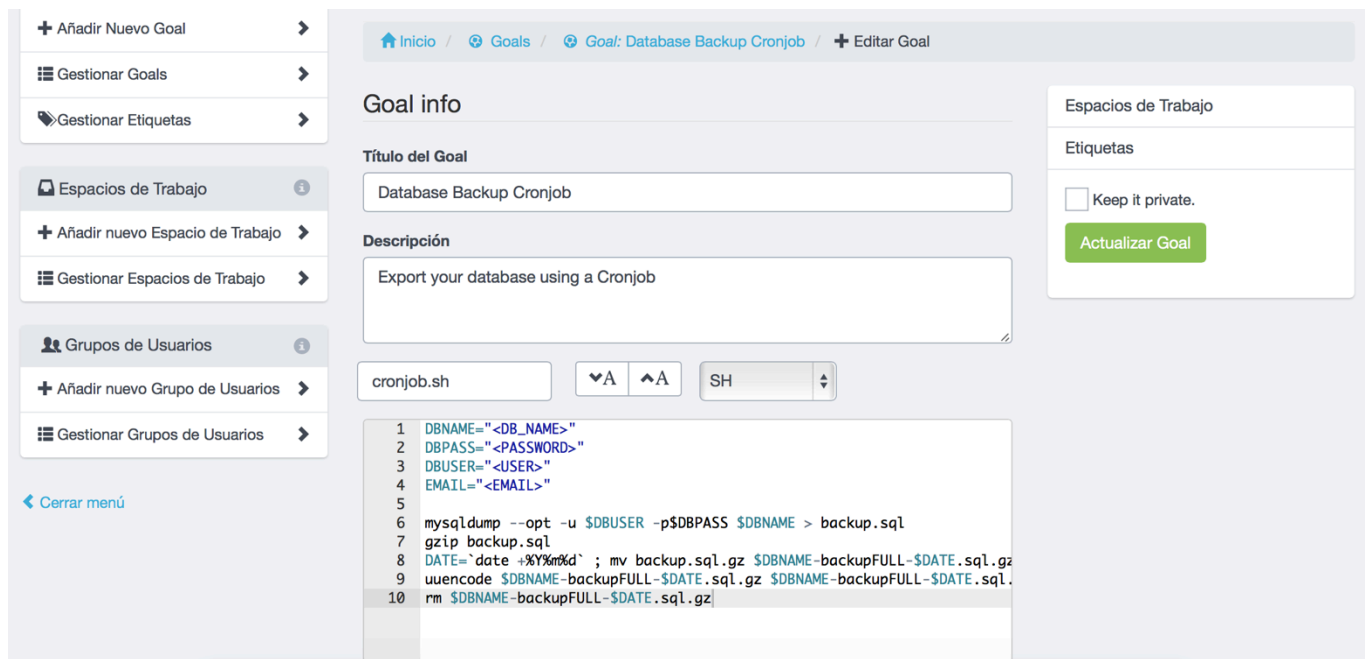 Añadir Nuevo Goal
Gestionar Goals
Gestionar Etiquetas
Espacios de Trabajo
Añadir nuevo Espacio de Trabajo
Gestionar Espacios de Trabajo
Grupos de Usuarios
Añadir nuevo Grupo de Usuarios
Gestionar Grupos de Usuarios
Cerrar menú
Inicio / Goals / Goal: Database Backup Cronjob / Editar Goal
Goal info
Título del Goal
Database Backup Cronjob
Descripción
Export your database using a Cronjob
cronjob.sh A A SH
1 DBNAME="<DB_NAME>"
2 DBPASS="<PASSWORD>"
3 DBUSER="<USER>"
4 EMAIL="<EMAIL>"
5
6 mysqldump --opt -u $DBUSER -p$DBPASS $DBNAME > backup.sql
7 gzip backup.sql
8 DATE=`date +%Y%m%d` ; mv backup.sql.gz $DBNAME-backupFULL-$DATE.sql.gz
9 uuencode $DBNAME-backupFULL-$DATE.sql.gz $DBNAME-backupFULL-$DATE.sql.
10 rm $DBNAME-backupFULL-$DATE.sql.gz
Espacios de Trabajo
Etiquetas
Keep it private.
Actualizar Goal